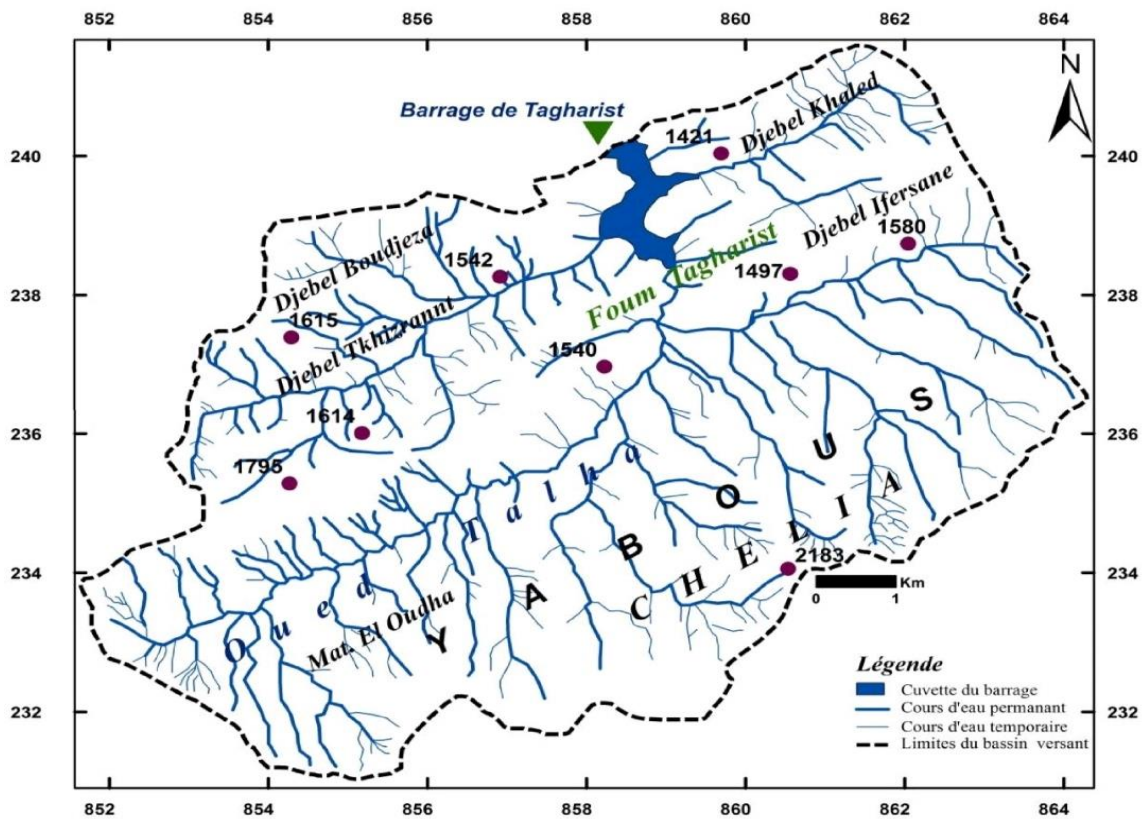 852 854 856 858 860 862 864
N
Barrage de Tagharist
240 1421 Djebel Khaled 240
Djebel Ifersane
1580
Djebel Boudjeza
1542
1497
Foum Tagharist
238 238
1615
Djebel Tkhizrannt
1540
1614
236 236
1795
Oued Talha
YABOUS
CHELIA
2183
234 234
Km
0 1
Mat. El Oudha
Légende
Cuvette du barrage
232 Cours d'eau permanant 232
Cours d'eau temporaire
Limites du bassin versant
852 854 856 858 860 862 864